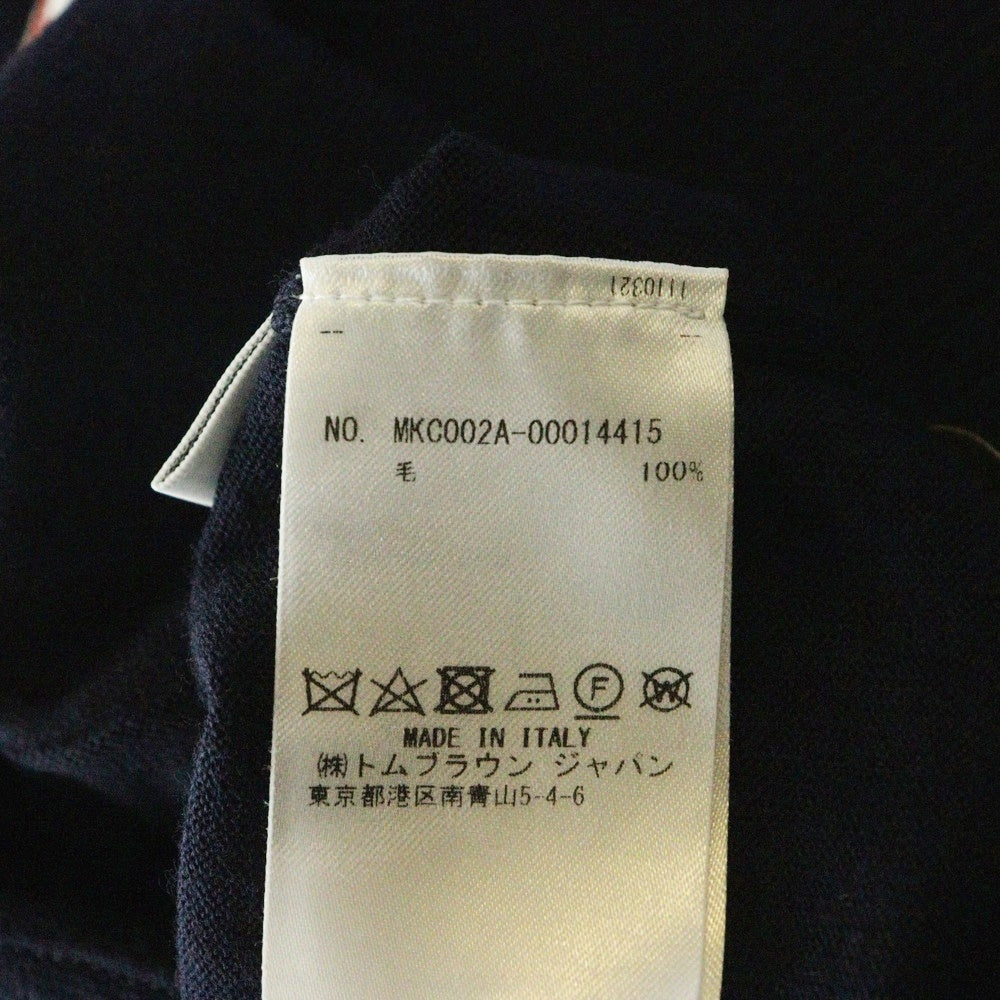 1110321
NO. MKC002A-00014415
毛 100%
F W
MADE IN ITALY
(株)トムブラウン ジャパン
東京都港区南青山5-4-6